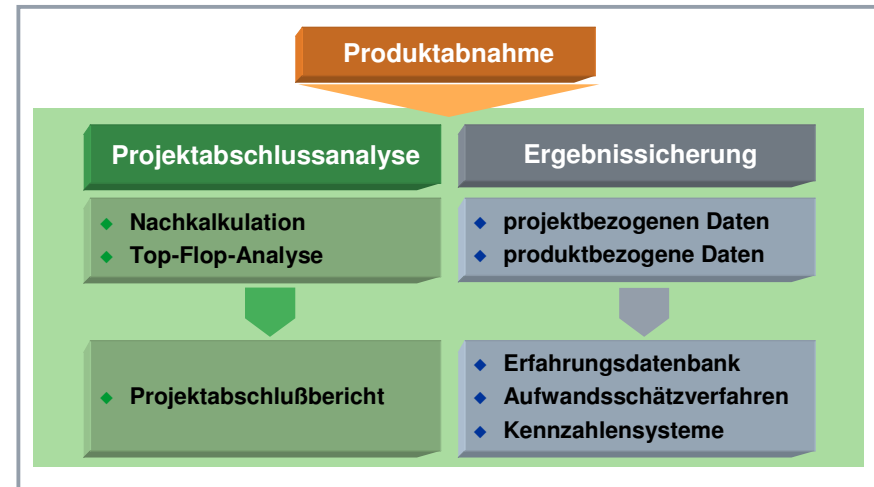 Produktabnahme
Projektabschlussanalyse
Nachkalkulation
Top-Flop-Analyse
Projektabschlußbericht
Ergebnissicherung
projektbezogenen Daten
produktbezogene Daten
Erfahrungsdatenbank
Aufwandsschätzverfahren
Kennzahlensysteme